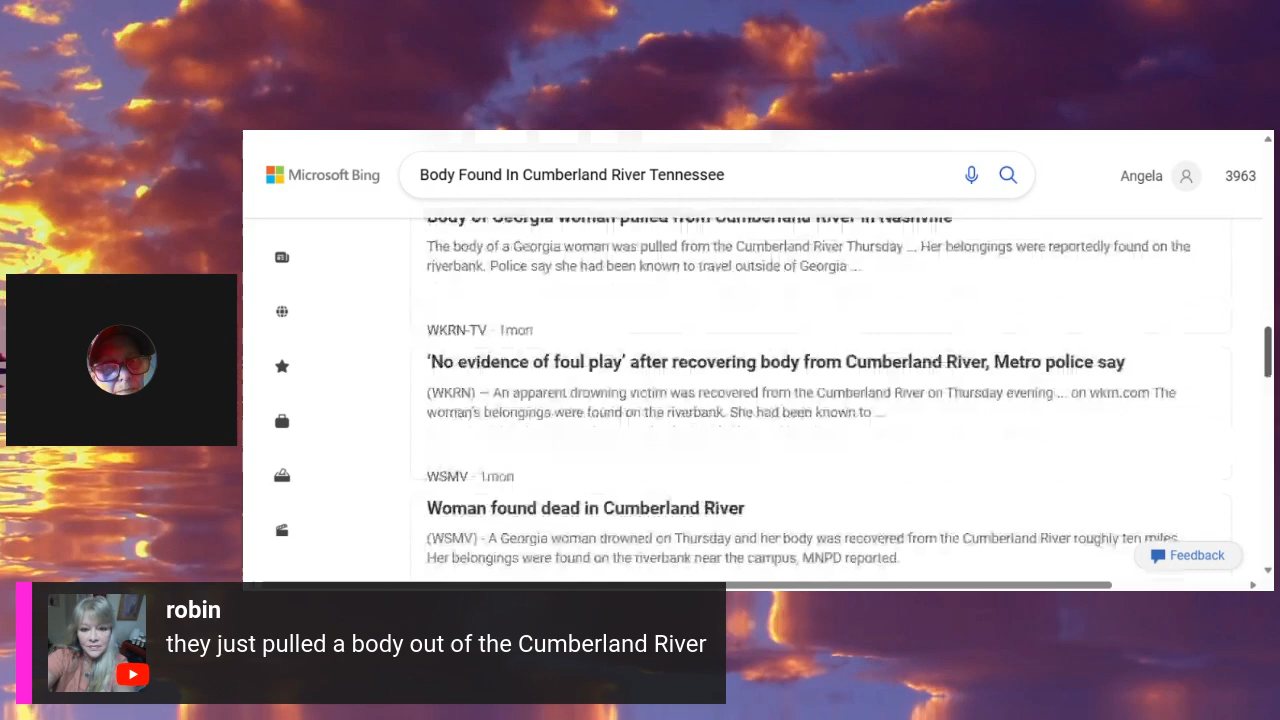 Microsoft Bing
Body Found In Cumberland River Tennessee
Angela
3963
Body of Georgia woman pulled from Cumberland River in Nashville
The body of a Georgia woman was pulled from the Cumberland River Thursday ... Her belongings were reportedly found on the
riverbank. Police say she had been known to travel outside of Georgia ...
WKRN-TV · 1mon
‘No evidence of foul play’ after recovering body from Cumberland River, Metro police say
(WKRN) — An apparent drowning victim was recovered from the Cumberland River on Thursday evening ... on wkrn.com The
woman's belongings were found on the riverbank. She had been known to ...
WSMV · 1mon
Woman found dead in Cumberland River
(WSMV) - A Georgia woman drowned on Thursday and her body was recovered from the Cumberland River roughly ten miles
Her belongings were found on the riverbank near the campus, MNPD reported.
Feedback
robin
they just pulled a body out of the Cumberland River